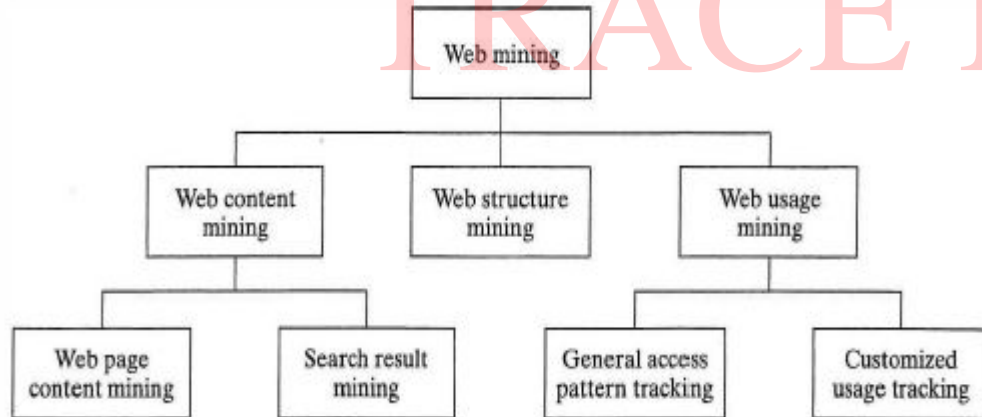 TRACE
Web mining
Web content
mining
Web structure
mining
Web usage
mining
Web page
content mining
Search result
mining
General access
pattern tracking
Customized
usage tracking